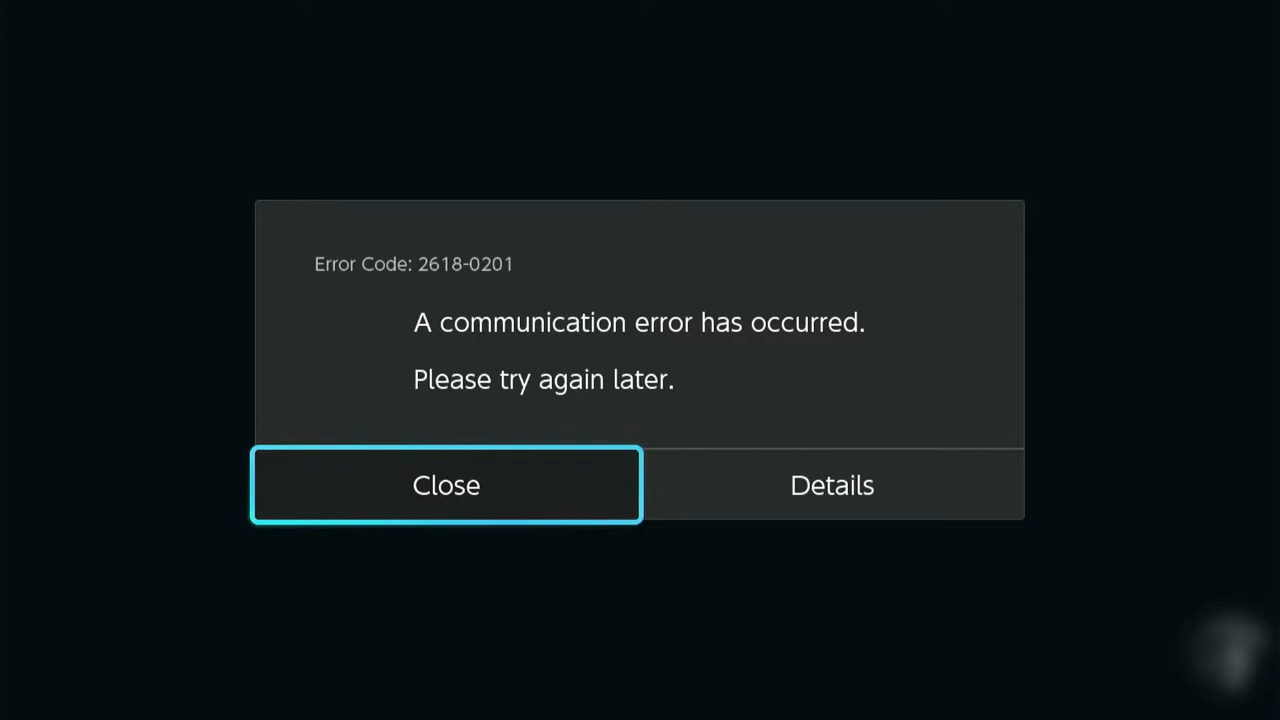 Error Code: 2618-0201
A communication error has occurred.
Please try again later.
Close
Details